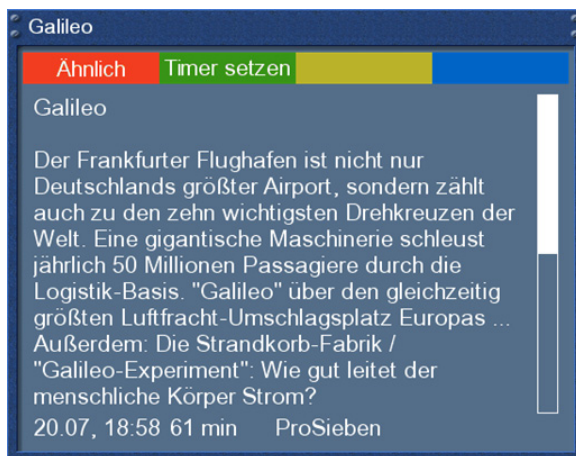 Galileo
Ähnlich Timer setzen
Galileo
Der Frankfurter Flughafen ist nicht nur
Deutschlands größter Airport, sondern zählt
auch zu den zehn wichtigsten Drehkreuzen der
Welt. Eine gigantische Maschinerie schleust
jährlich 50 Millionen Passagiere durch die
Logistik-Basis. "Galileo" über den gleichzeitig
größten Luftfracht-Umschlagsplatz Europas ...
Außerdem: Die Strandkorb-Fabrik /
"Galileo-Experiment": Wie gut leitet der
menschliche Körper Strom?
20.07, 18:58 61 min ProSieben